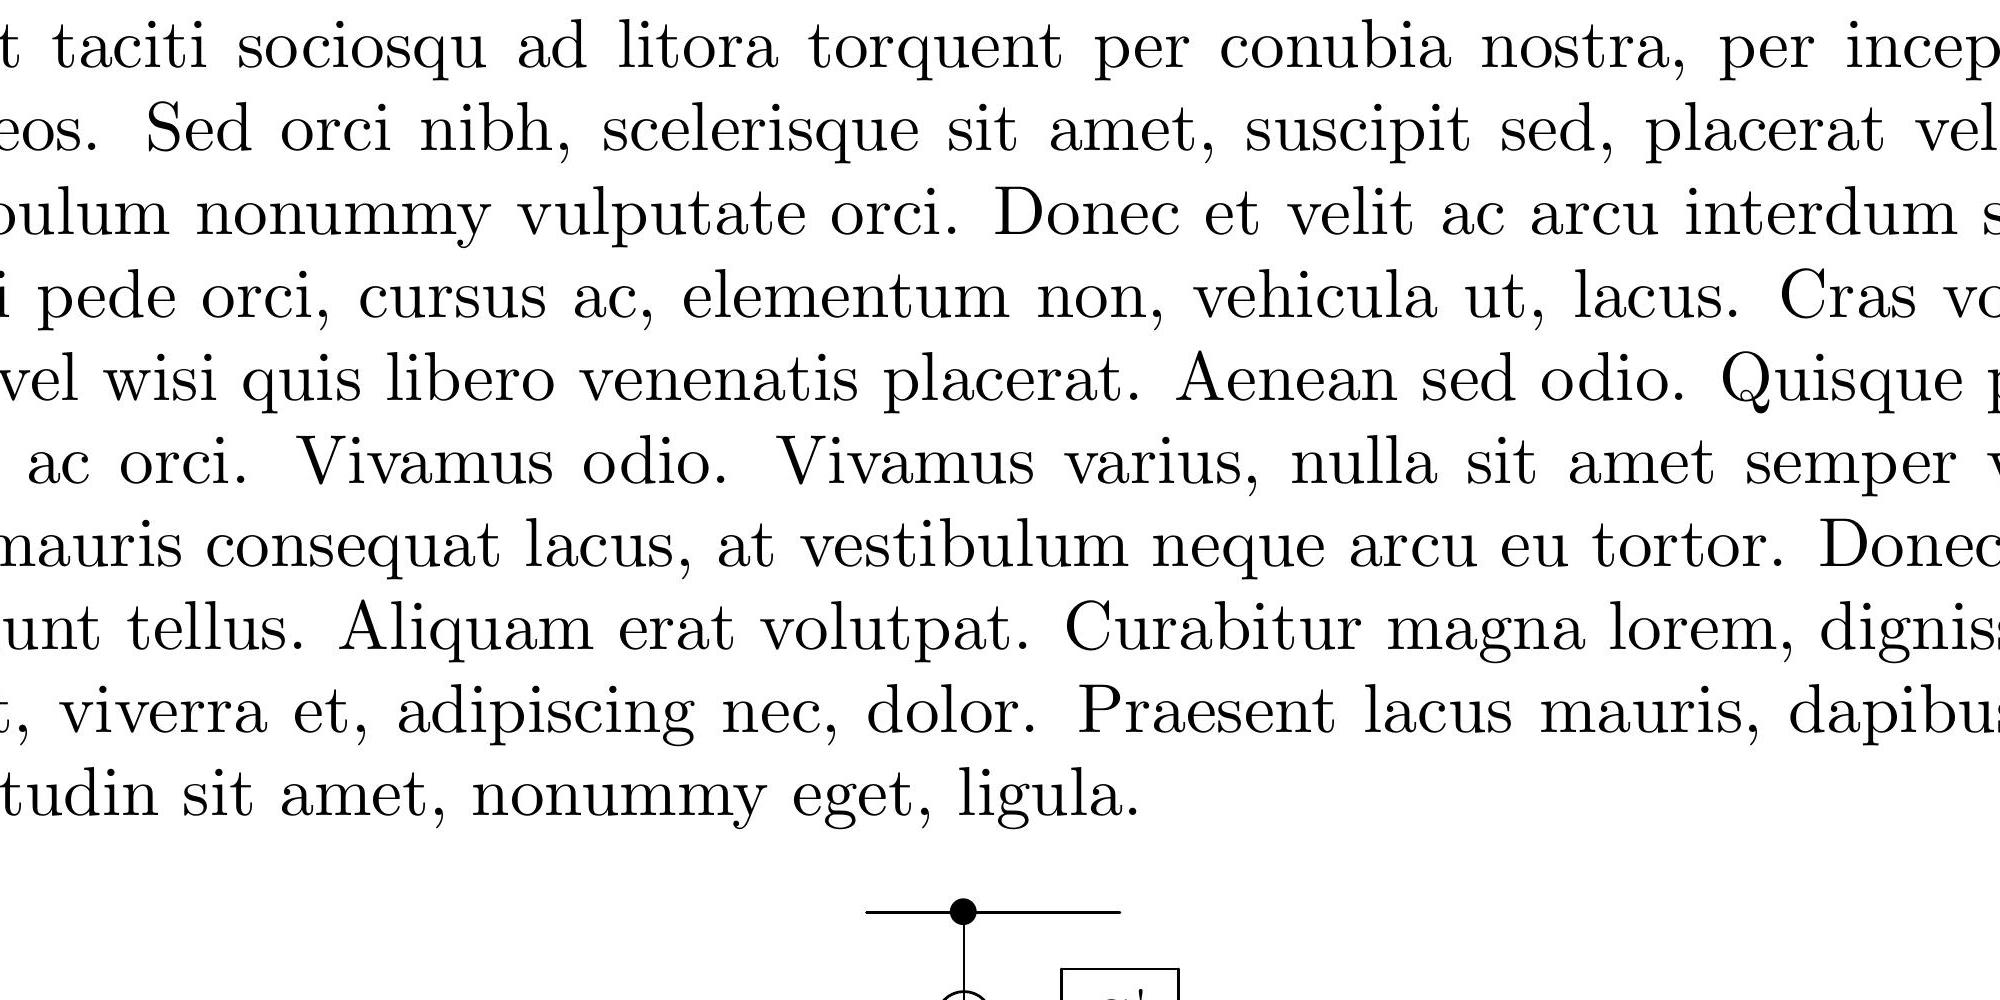 t taciti sociosqu ad litora torquent per conubia nostra, per incep
eos. Sed orci nibh, scelerisque sit amet, suscipit sed, placerat vel
bulum nonummy vulputate orci. Donec et velit ac arcu interdum s
i pede orci, cursus ac, elementum non, vehicula ut, lacus. Cras vo
vel wisi quis libero venenatis placerat. Aenean sed odio. Quisque p
ac orci. Vivamus odio. Vivamus varius, nulla sit amet semper v
mauris consequat lacus, at vestibulum neque arcu eu tortor. Donec
unt tellus. Aliquam erat volutpat. Curabitur magna lorem, digniss
t, viverra et, adipiscing nec, dolor. Praesent lacus mauris, dapibus
tudin sit amet, nonummy eget, ligula.